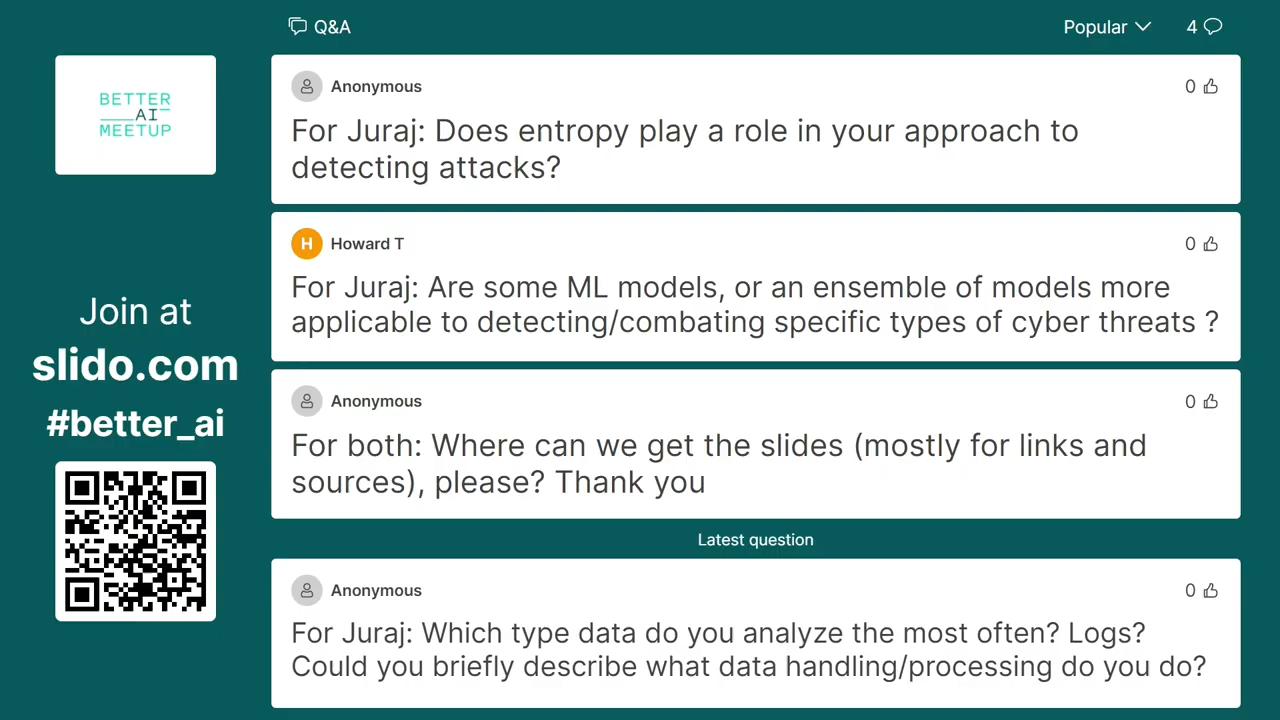 Q&A
Popular
4
BETTER
AI
MEETUP
Join at
slido.com
#better_ai
Anonymous
0
For Juraj: Does entropy play a role in your approach to
detecting attacks?
H
Howard T
0
For Juraj: Are some ML models, or an ensemble of models more
applicable to detecting/combating specific types of cyber threats ?
Anonymous
0
For both: Where can we get the slides (mostly for links and
sources), please? Thank you
Latest question
Anonymous
0
For Juraj: Which type data do you analyze the most often? Logs?
Could you briefly describe what data handling/processing do you do?